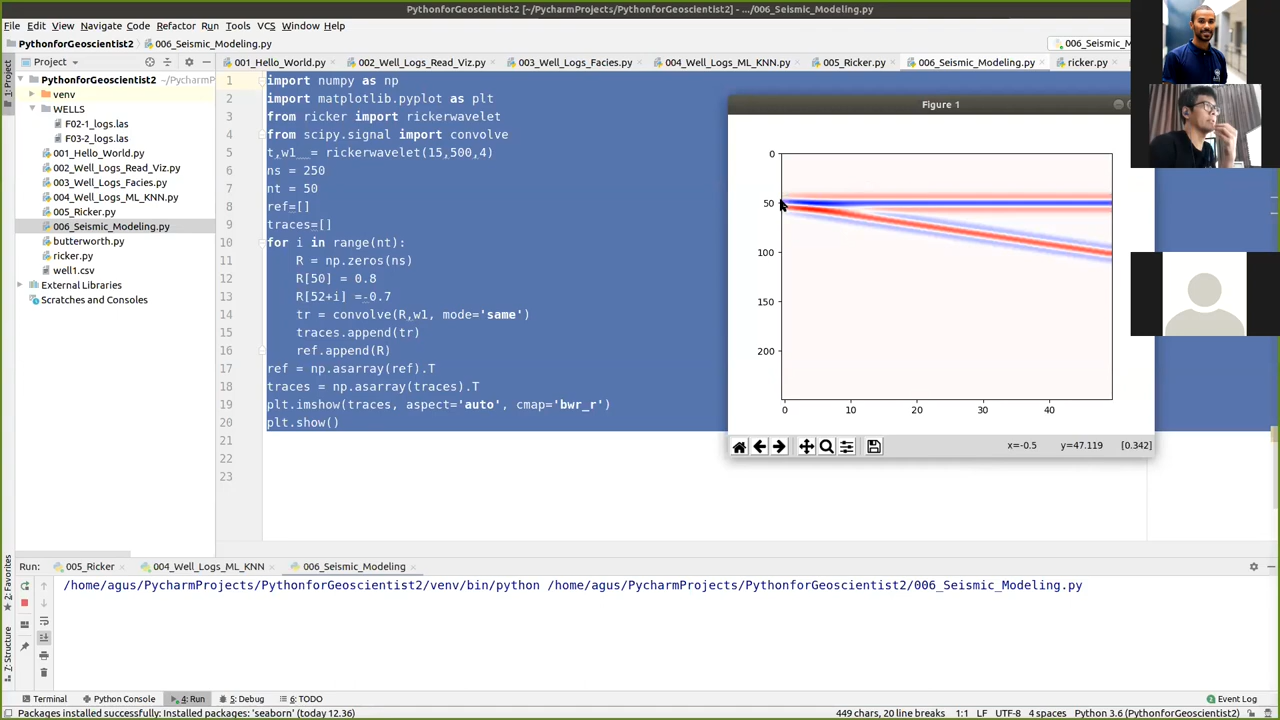 PythonforGeoscientist2 [~/PycharmProjects/PythonforGeoscientist2] - .../006_Seismic_Modeling.py
File Edit View Navigate Code Refactor Run Tools VCS Window Help
PythonforGeoscientist2 006_Seismic_Modeling.py
006_Seismic_M
1: Project
Project
001_Hello_World.py 002_Well_Logs_Read_Viz.py 003_Well_Logs_Facies.py 004_Well_Logs_ML_KNN.py 005_Ricker.py 006_Seismic_Modeling.py ricker.py
PythonforGeoscientist2 ~/PycharmP
venv
WELLS
F02-1_logs.las
F03-2_logs.las
001_Hello_World.py
002_Well_Logs_Read_Viz.py
003_Well_Logs_Facies.py
004_Well_Logs_ML_KNN.py
005_Ricker.py
006_Seismic_Modeling.py
butterworth.py
ricker.py
well1.csv
External Libraries
Scratches and Consoles
1 import numpy as np
2 import matplotlib.pyplot as plt
3 from ricker import rickerwavelet
4 from scipy.signal import convolve
5 t,w1 = rickerwavelet(15,500,4)
6 ns = 250
7 nt = 50
8 ref=[]
9 traces=[]
10 for i in range(nt):
11 R = np.zeros(ns)
12 R[50] = 0.8
13 R[52+i] =-0.7
14 tr = convolve(R,w1, mode='same')
15 traces.append(tr)
16 ref.append(R)
17 ref = np.asarray(ref).T
18 traces = np.asarray(traces).T
19 plt.imshow(traces, aspect='auto', cmap='bwr_r')
20 plt.show()
21
22
23
Figure 1
0
50
100
150
200
0 10 20 30 40
x=-0.5 y=47.119 [0.342]
Run: 005_Ricker 004_Well_Logs_ML_KNN 006_Seismic_Modeling
/home/agus/PycharmProjects/PythonforGeoscientist2/venv/bin/python /home/agus/PycharmProjects/PythonforGeoscientist2/006_Seismic_Modeling.py
2: Favorites
7: Structure
Terminal Python Console 4: Run 5: Debug 6: TODO Event Log
Packages installed successfully: Installed packages: 'seaborn' (today 12.36) 449 chars, 20 line breaks 1:1 LF UTF-8 4 spaces Python 3.6 (PythonforGeoscientist2)